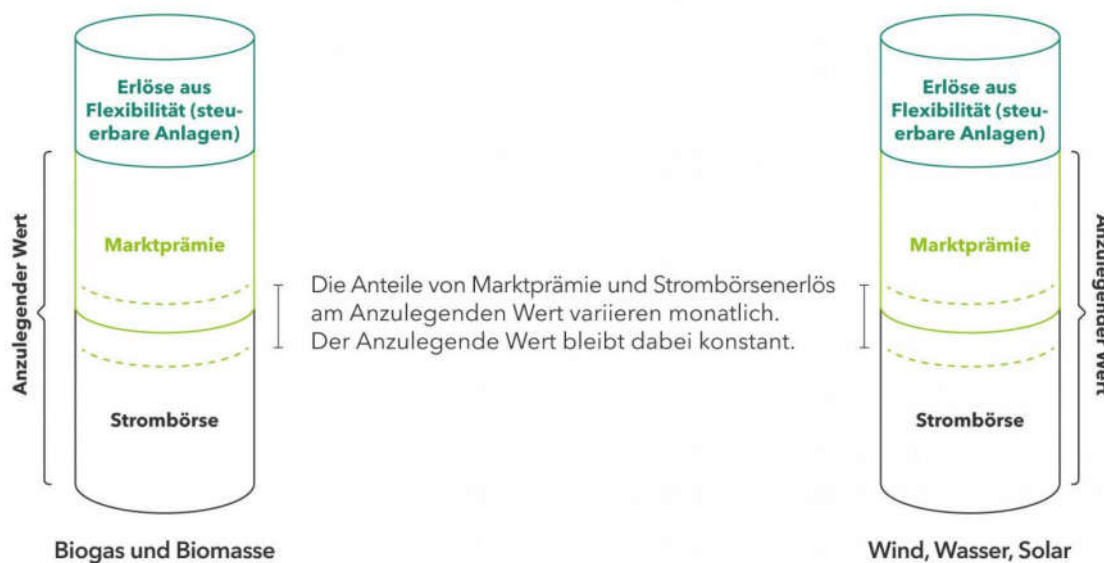 Erlöse aus
Flexibilität (steu-
erbare Anlagen)
Marktprämie
Strombörse
Anzulegender Wert
Biogas und Biomasse
Die Anteile von Marktprämie und Strombörsenerlös
am Anzulegenden Wert variieren monatlich.
Der Anzulegende Wert bleibt dabei konstant.
Erlöse aus
Flexibilität (steu-
erbare Anlagen)
Marktprämie
Strombörse
Anzulegender Wert
Wind, Wasser, Solar